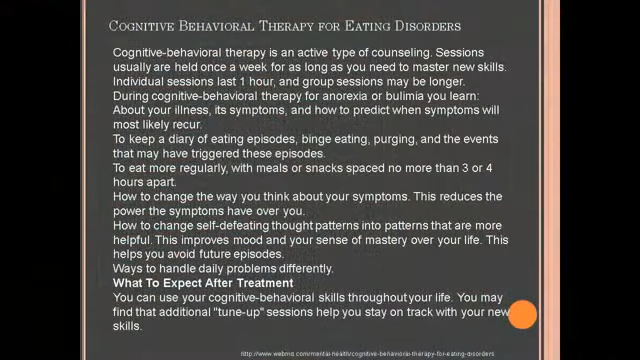 COGNITIVE BEHAVIORAL THERAPY FOR EATING DISORDERS
Cognitive-behavioral therapy is an active type of counseling. Sessions
usually are held once a week for as long as you need to master new skills.
Individual sessions last 1 hour, and group sessions may be longer.
During cognitive-behavioral therapy for anorexia or bulimia you learn:
About your illness, its symptoms, and how to predict when symptoms will
most likely recur.
To keep a diary of eating episodes, binge eating, purging, and the events
that may have triggered these episodes.
To eat more regularly, with meals or snacks spaced no more than 3 or 4
hours apart.
How to change the way you think about your symptoms. This reduces the
power the symptoms have over you.
How to change self-defeating thought patterns into patterns that are more
helpful. This improves mood and your sense of mastery over your life. This
helps you avoid future episodes.
Ways to handle daily problems differently.
What To Expect After Treatment
You can use your cognitive-behavioral skills throughout your life. You may
find that additional "tune-up" sessions help you stay on track with your new
skills.
http://www.webmd.com/mental-health/cognitive-behavioral-therapy-for-eating-disorders